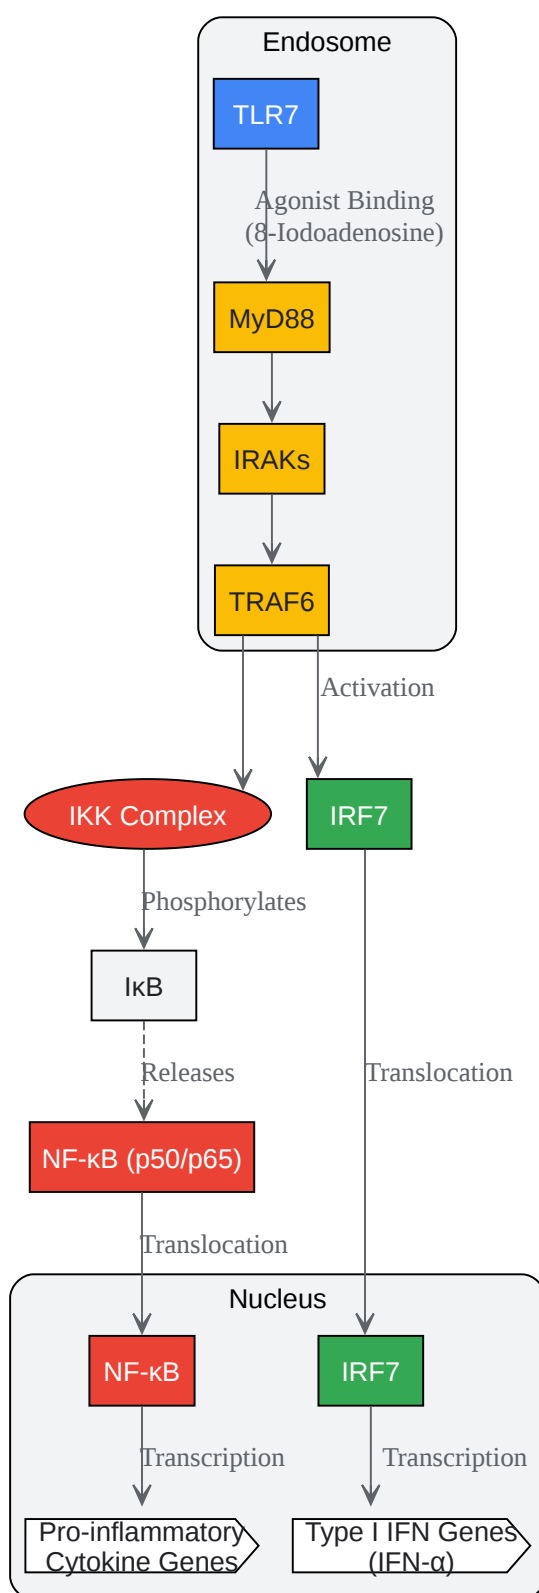 Endosome
TLR7
Agonist Binding
(8-Iodoadenosine)
MyD88
IRAKs
TRAF6
Activation
IKK Complex
IRF7
Phosphorylates
IκB
Releases
Translocation
NF-κB (p50/p65)
Translocation
Nucleus
NF-κB
IRF7
Transcription
Transcription
Pro-inflammatory
Cytokine Genes
Type I IFN Genes
(IFN-α)